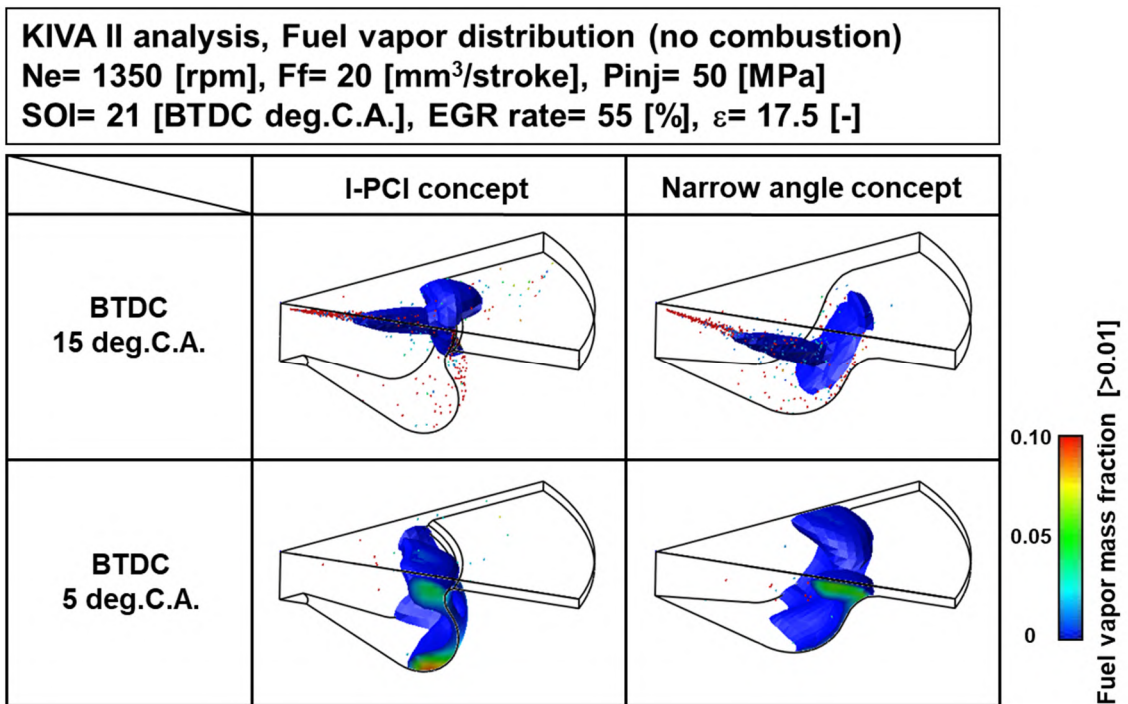 KIVA II analysis, Fuel vapor distribution (no combustion)
Ne= 1350 [rpm], Ff= 20 [mm³/stroke], Pinj= 50 [MPa]
SOI= 21 [BTDC deg.C.A.], EGR rate= 55 [%], ε= 17.5 [-]
I-PCI concept
Narrow angle concept
BTDC
15 deg.C.A.
BTDC
5 deg.C.A.
0.10
0.05
0
Fuel vapor mass fraction [>0.01]